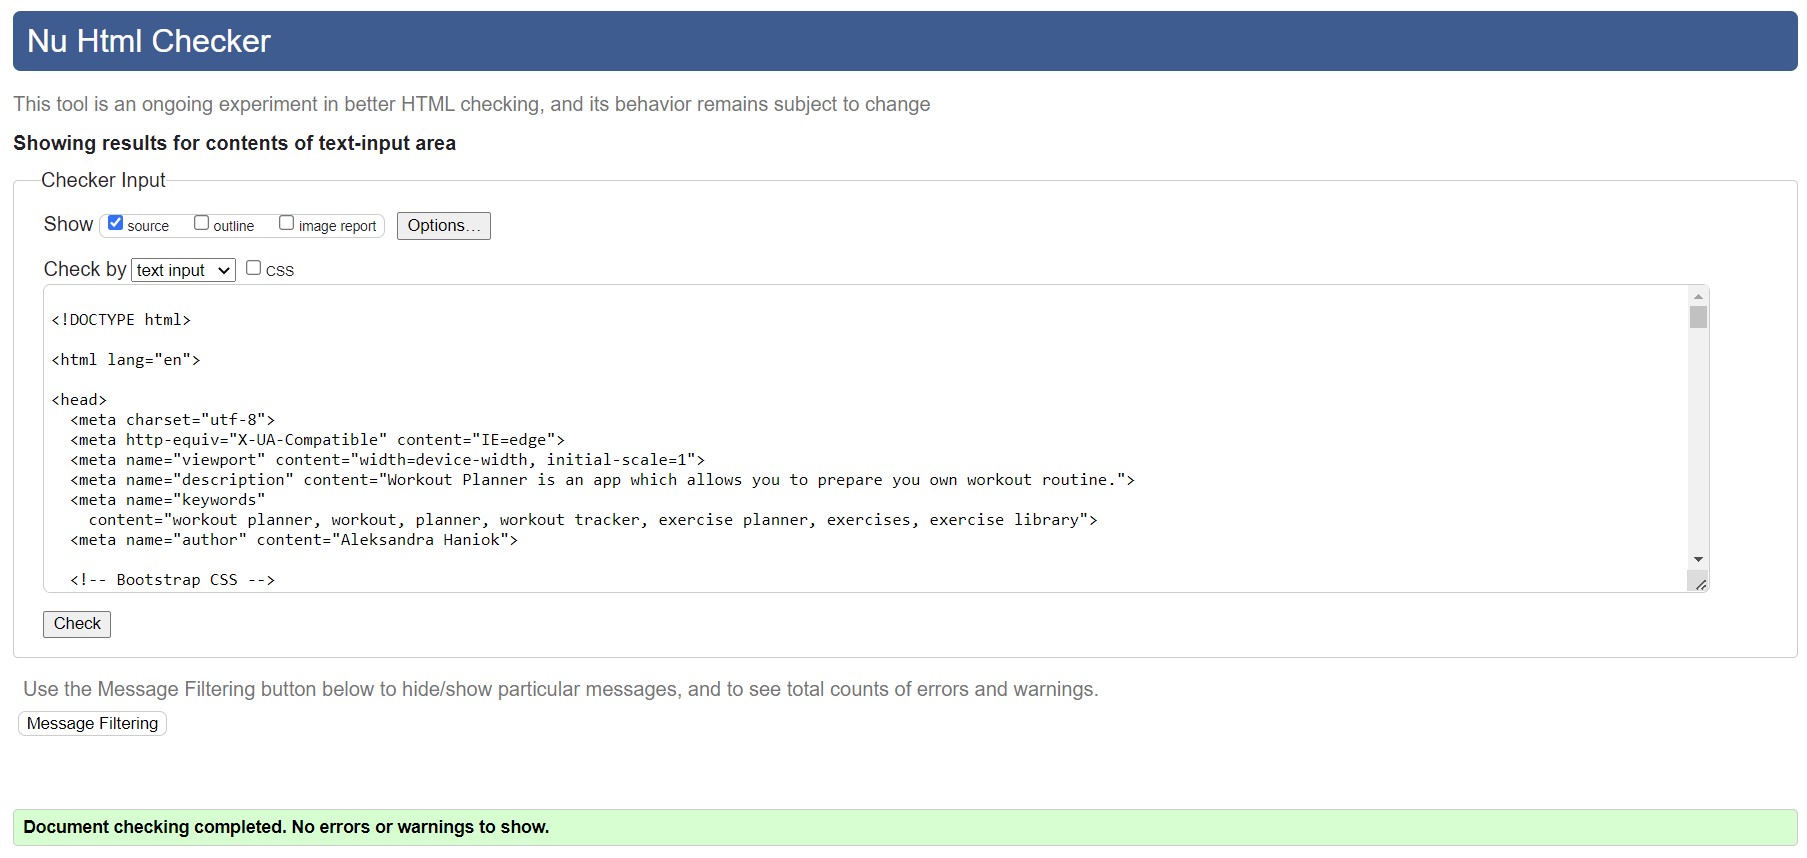 Nu Html Checker
This tool is an ongoing experiment in better HTML checking, and its behavior remains subject to change
Showing results for contents of text-input area
Checker Input
Show source outline image report Options...
Check by text input CSS
<!DOCTYPE html>
<html lang="en">
<head>
<meta charset="utf-8">
<meta http-equiv="X-UA-Compatible" content="IE=edge">
<meta name="viewport" content="width=device-width, initial-scale=1">
<meta name="description" content="Workout Planner is an app which allows you to prepare you own workout routine.">
<meta name="keywords"
content="workout planner, workout, planner, workout tracker, exercise planner, exercises, exercise library">
<meta name="author" content="Aleksandra Haniok">
<!-- Bootstrap CSS -->
Check
Use the Message Filtering button below to hide/show particular messages, and to see total counts of errors and warnings.
Message Filtering
Document checking completed. No errors or warnings to show.